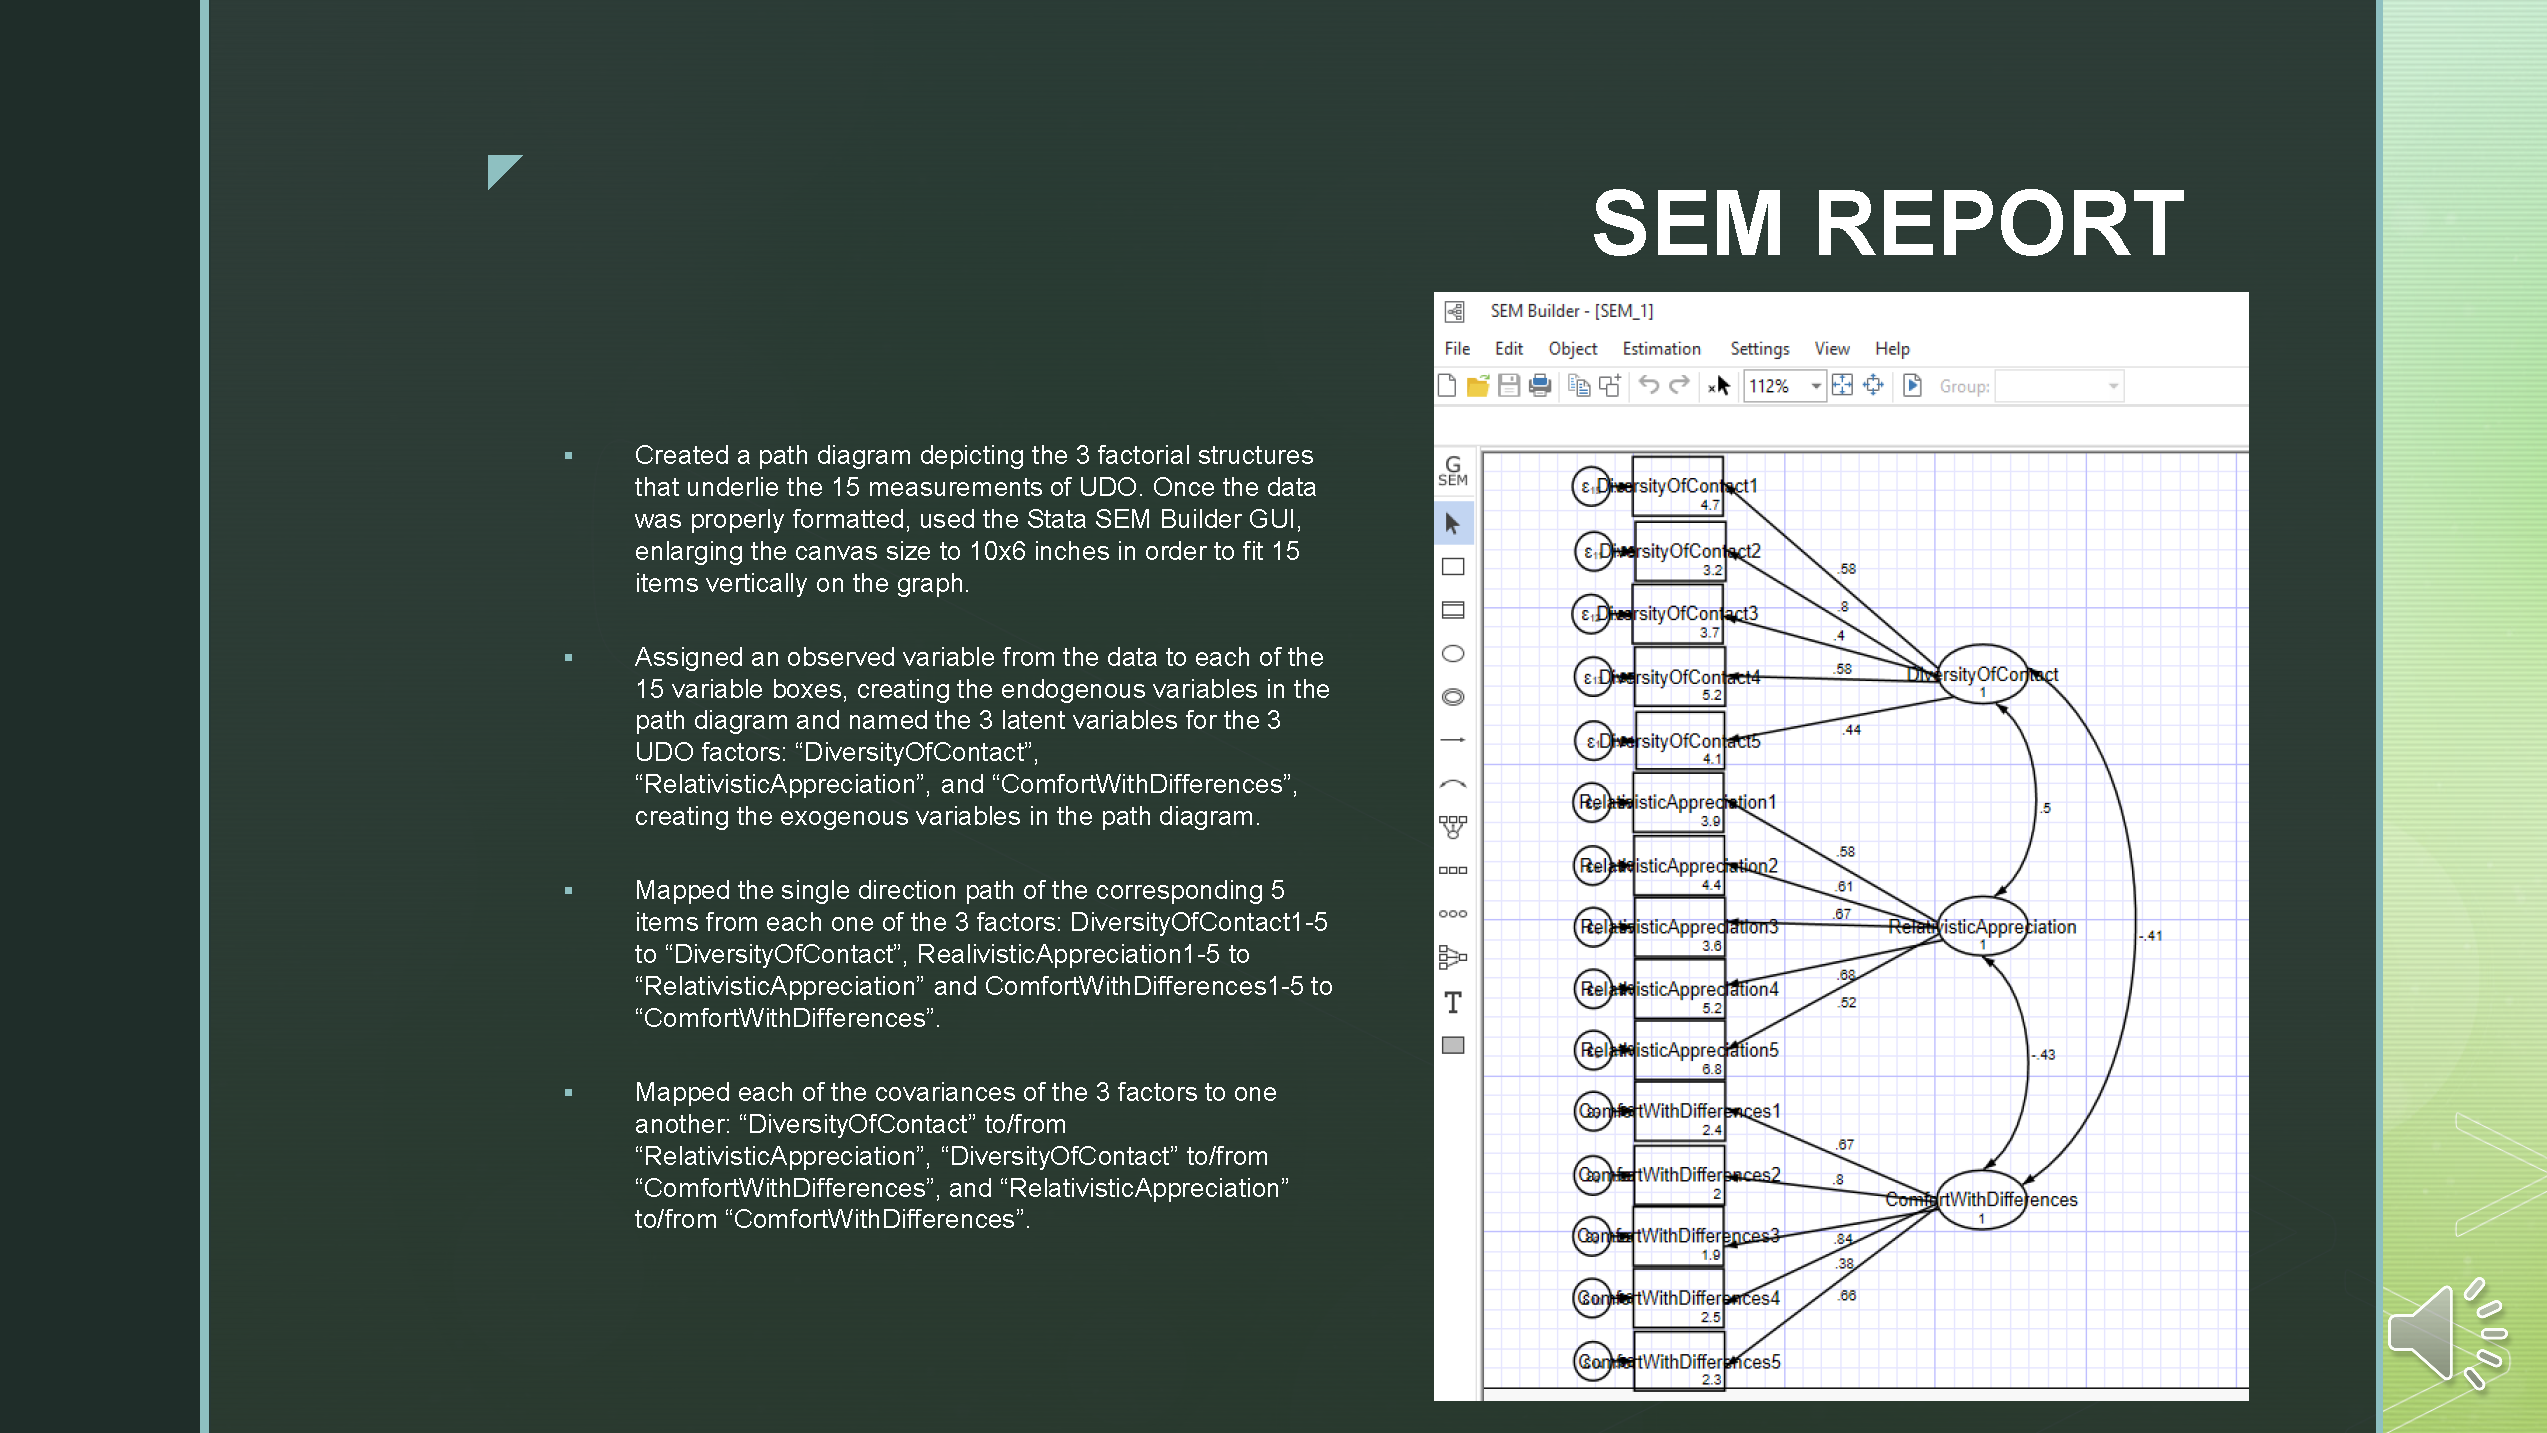 SEM REPORT
▪ Created a path diagram depicting the 3 factorial structures
that underlie the 15 measurements of UDO. Once the data
was properly formatted, used the Stata SEM Builder GUI,
enlarging the canvas size to 10x6 inches in order to fit 15
items vertically on the graph.
▪ Assigned an observed variable from the data to each of the
15 variable boxes, creating the endogenous variables in the
path diagram and named the 3 latent variables for the 3
UDO factors: “DiversityOfContact”,
“RelativisticAppreciation”, and “ComfortWithDifferences”,
creating the exogenous variables in the path diagram.
▪ Mapped the single direction path of the corresponding 5
items from each one of the 3 factors: DiversityOfContact1-5
to “DiversityOfContact”, RealivisticAppreciation1-5 to
“RelativisticAppreciation” and ComfortWithDifferences1-5 to
“ComfortWithDifferences”.
▪ Mapped each of the covariances of the 3 factors to one
another: “DiversityOfContact” to/from
“RelativisticAppreciation”, “DiversityOfContact” to/from
“ComfortWithDifferences”, and “RelativisticAppreciation”
to/from “ComfortWithDifferences”.
SEM Builder - [SEM_1]
File Edit Object Estimation Settings View Help
112% Group:
G
SEM
T
DiversityOfContact1
4.7
DiversityOfContact2
3.2
DiversityOfContact3
3.7
DiversityOfContact4
5.2
DiversityOfContact5
4.1
RelativisticAppreciation1
3.9
RelativisticAppreciation2
4.4
RelativisticAppreciation3
3.6
RelativisticAppreciation4
5.2
RelativisticAppreciation5
6.8
ComfortWithDifferences1
2.4
ComfortWithDifferences2
2
ComfortWithDifferences3
1.9
ComfortWithDifferences4
2.5
ComfortWithDifferences5
2.3
.58
.8
.4
.58
.44
.58
.61
.67
.68
.52
.67
.8
.84
.38
.66
DiversityOfContact
1
RelativisticAppreciation
1
ComfortWithDifferences
1
.5
-.41
-.43